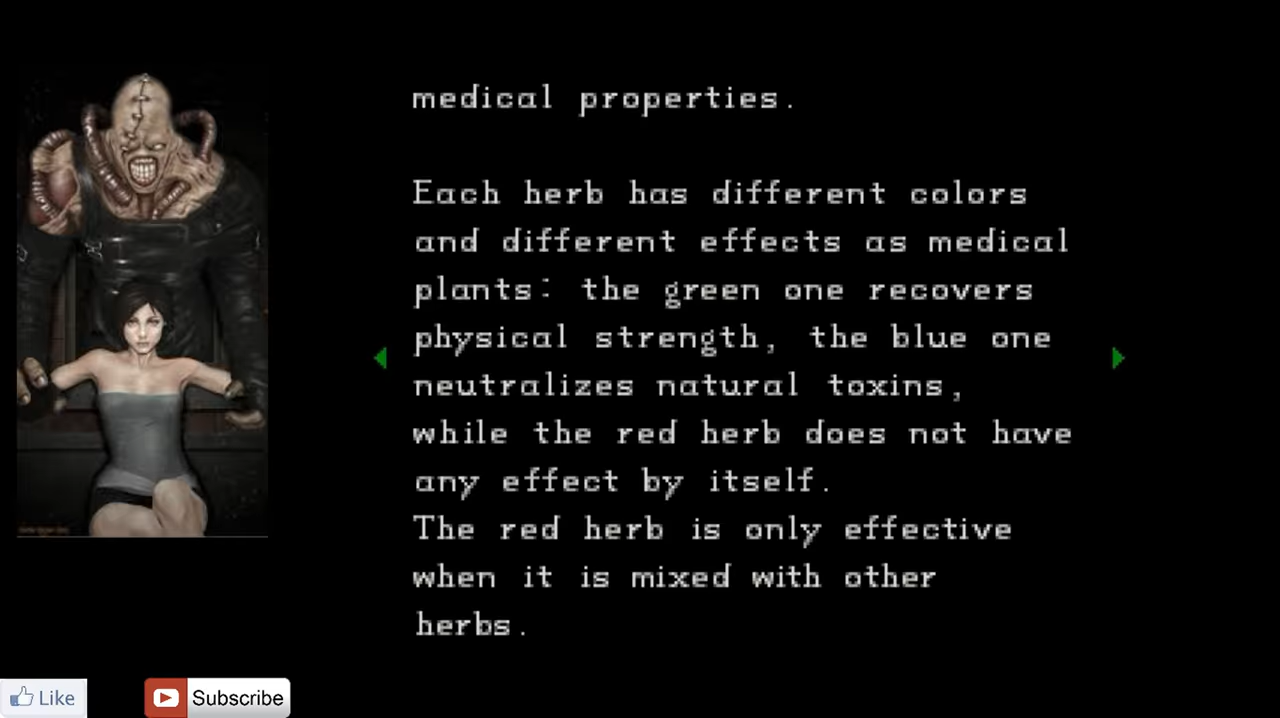 medical properties.
Each herb has different colors
and different effects as medical
plants: the green one recovers
physical strength, the blue one
neutralizes natural toxins,
while the red herb does not have
any effect by itself.
The red herb is only effective
when it is mixed with other
herbs.
Like
Subscribe